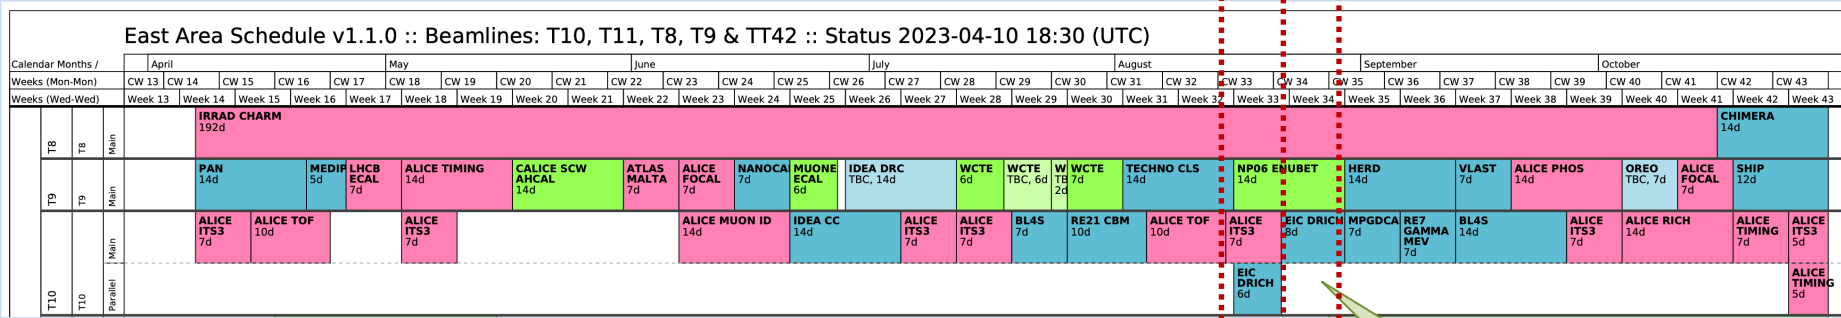 East Area Schedule v1.1.0 :: Beamlines: T10, T11, T8, T9 & TT42 :: Status 2023-04-10 18:30 (UTC)
Calendar Months / April May June July August September October
Weeks (Mon-Mon) CW 13 CW 14 CW 15 CW 16 CW 17 CW 18 CW 19 CW 20 CW 21 CW 22 CW 23 CW 24 CW 25 CW 26 CW 27 CW 28 CW 29 CW 30 CW 31 CW 32 CW 33 CW 34 CW 35 CW 36 CW 37 CW 38 CW 39 CW 40 CW 41 CW 42 CW 43
Weeks (Wed-Wed) Week 13 Week 14 Week 15 Week 16 Week 17 Week 18 Week 19 Week 20 Week 21 Week 22 Week 23 Week 24 Week 25 Week 26 Week 27 Week 28 Week 29 Week 30 Week 31 Week 32 Week 33 Week 34 Week 35 Week 36 Week 37 Week 38 Week 39 Week 40 Week 41 Week 42 Week 43
T8 T8 Main
IRRAD CHARM
192d
CHIMERA
14d
T9 T9 Main
PAN
14d
MEDIP
5d
LHCB
ECAL
7d
ALICE TIMING
14d
CALICE SCW
AHCAL
14d
ATLAS
MALTA
7d
ALICE
FOCAL
7d
NANOCA
7d
MUONE
ECAL
6d
IDEA DRC
TBC, 14d
WCTE
6d
WCTE
TBC, 6d
W
TB
2d
WCTE
7d
TECHNO CLS
14d
NP06 ENUBET
14d
HERD
14d
VLAST
7d
ALICE PHOS
14d
OREO
TBC, 7d
ALICE
FOCAL
7d
SHIP
12d
T10 T10 Main
ALICE
ITS3
7d
ALICE TOF
10d
ALICE
ITS3
7d
ALICE MUON ID
14d
IDEA CC
14d
ALICE
ITS3
7d
ALICE
ITS3
7d
BL4S
7d
RE21 CBM
10d
ALICE TOF
10d
ALICE
ITS3
7d
EIC DRICH
8d
MPGDCA
7d
RE7
GAMMA
MEV
7d
BL4S
14d
ALICE
ITS3
7d
ALICE RICH
14d
ALICE
TIMING
7d
ALICE
ITS3
5d
Parallel
EIC
DRICH
6d
ALICE
TIMING
5d